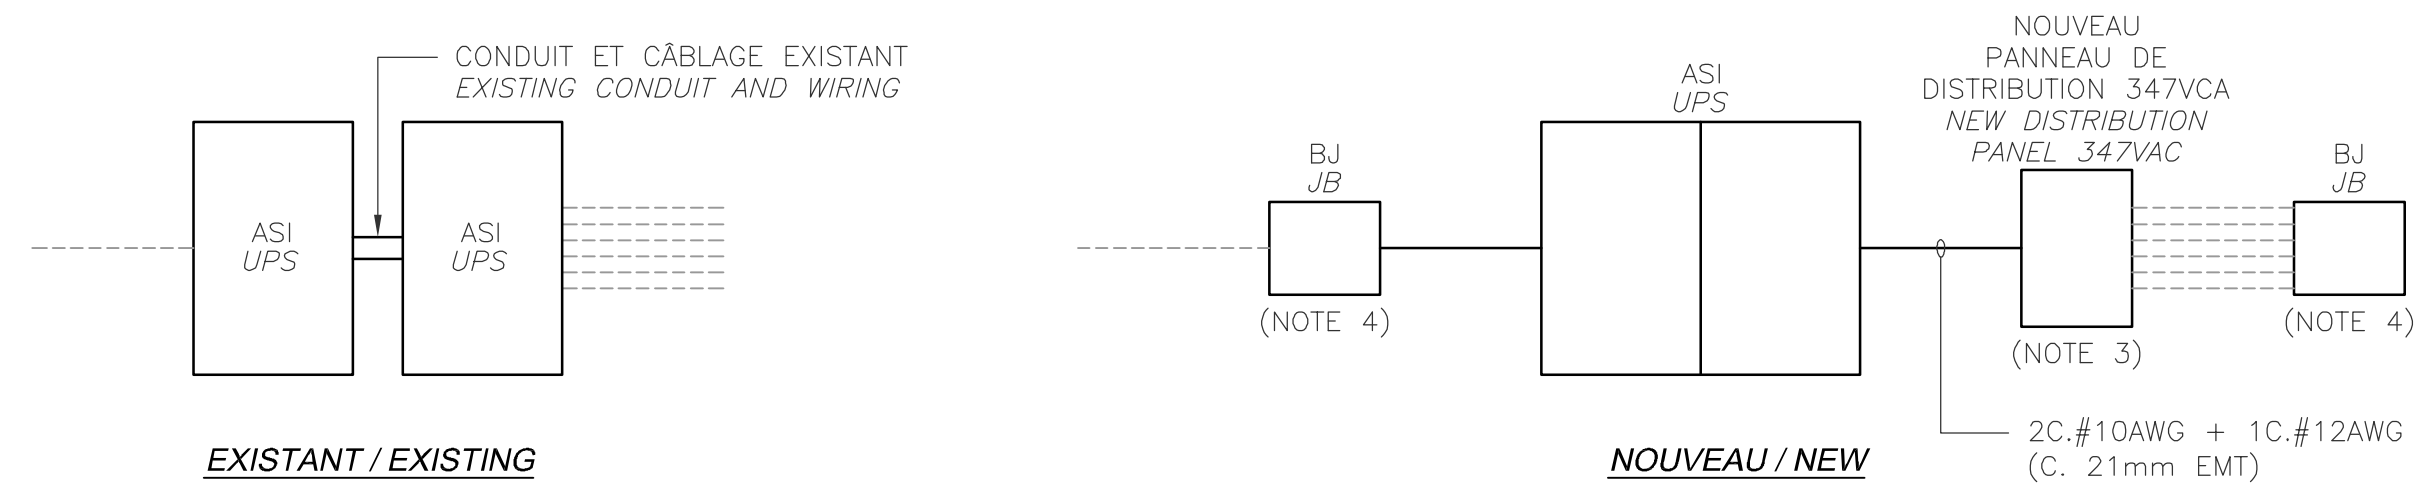 CONDUIT ET CÂBLAGE EXISTANT
EXISTING CONDUIT AND WIRING
ASI
UPS
ASI
UPS
EXISTANT / EXISTING
BJ
JB
(NOTE 4)
ASI
UPS
NOUVEAU
PANNEAU DE
DISTRIBUTION 347VCA
NEW DISTRIBUTION
PANEL 347VAC
(NOTE 3)
BJ
JB
(NOTE 4)
2C.#10AWG + 1C.#12AWG
(C. 21mm EMT)
NOUVEAU / NEW